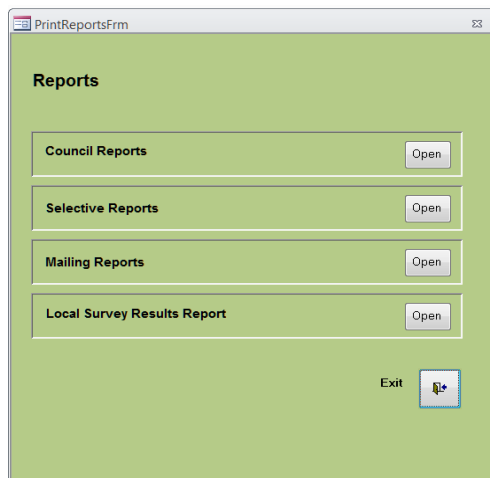 PrintReportsFrm
Reports
Council Reports Open
Selective Reports Open
Mailing Reports Open
Local Survey Results Report Open
Exit